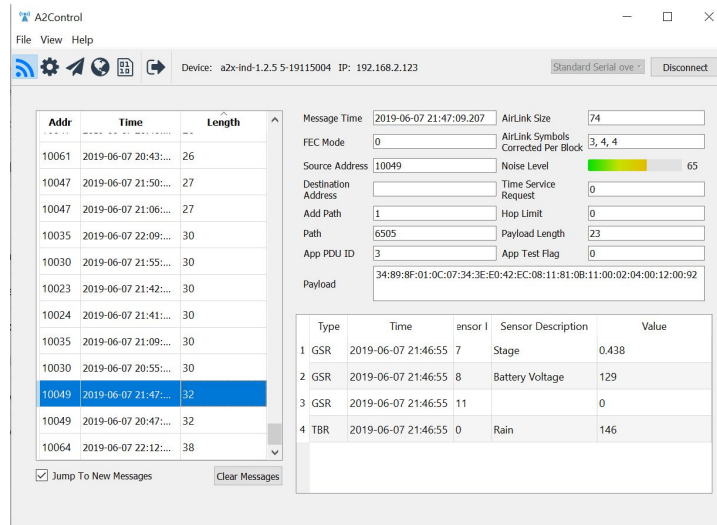 A2Control
File View Help
Device: a2x-ind-1.2.5 5-19115004 IP: 192.168.2.123 Standard Serial ove Disconnect
Addr Time Length
10061 2019-06-07 20:43:... 26
10047 2019-06-07 21:50:... 27
10047 2019-06-07 21:06:... 27
10035 2019-06-07 22:09:... 30
10030 2019-06-07 21:55:... 30
10023 2019-06-07 21:42:... 30
10024 2019-06-07 21:41:... 30
10035 2019-06-07 21:09:... 30
10030 2019-06-07 20:55:... 30
10049 2019-06-07 21:47:... 32
10049 2019-06-07 20:47:... 32
10064 2019-06-07 22:12:... 38
Jump To New Messages Clear Messages
Message Time 2019-06-07 21:47:09.207 AirLink Size 74
FEC Mode 0 AirLink Symbols Corrected Per Block 3, 4, 4
Source Address 10049 Noise Level 65
Destination Address Time Service Request 0
Add Path 1 Hop Limit 0
Path 6505 Payload Length 23
App PDU ID 3 App Test Flag 0
Payload 34:89:8F:01:0C:07:34:3E:E0:42:EC:08:11:81:0B:11:00:02:04:00:12:00:92
Type Time ensor I Sensor Description Value
1 GSR 2019-06-07 21:46:55 7 Stage 0.438
2 GSR 2019-06-07 21:46:55 8 Battery Voltage 129
3 GSR 2019-06-07 21:46:55 11 0
4 TBR 2019-06-07 21:46:55 0 Rain 146